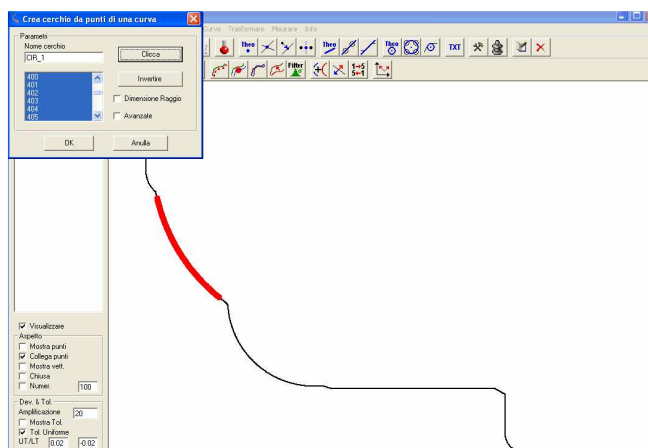 Crea cerchio da punti di una curva
Curve Trasformare Misurare Info
Parametri
Nome cerchio
CIR_1
Clicca
400
401
402
403
404
405
Invertire
Dimensione Raggio
Avanzate
OK
Anulla
Theo
Theo
Theo
TXT
Filter
1→5
5←1
Visualizzare
Aspetto
Mostra punti
Collega punti
Mostra vett.
Chiusa
Numer.
100
Dev. & Tol.
Amplificazione
20
Mostra Tol.
Tol. Uniforme
UT/LT
0.02
-0.02